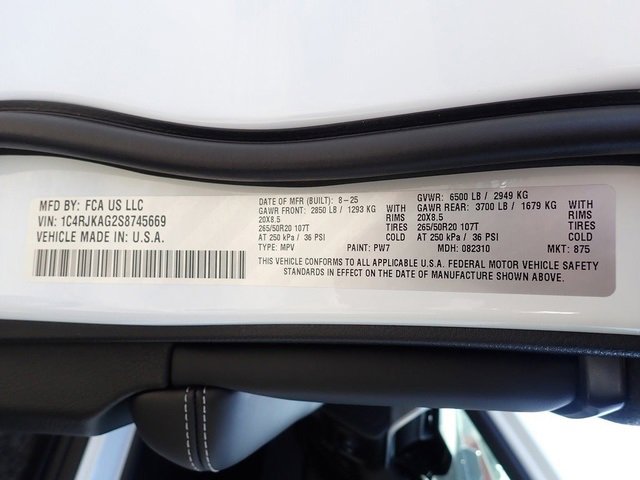 MFD BY: FCA US LLC
VIN: 1C4RJKAG2S8745669
VEHICLE MADE IN: U.S.A.
DATE OF MFR (BUILT): 8-25
GAWR FRONT: 2850 LB / 1293 KG WITH
20X8.5 RIMS
265/50R20 107T TIRES
AT 250 kPa / 36 PSI COLD
GVWR: 6500 LB / 2949 KG
GAWR REAR: 3700 LB / 1679 KG WITH
20X8.5 RIMS
265/50R20 107T TIRES
AT 250 kPa / 36 PSI COLD
TYPE: MPV PAINT: PW7 MDH: 082310 MKT: 875
THIS VEHICLE CONFORMS TO ALL APPLICABLE U.S.A. FEDERAL MOTOR VEHICLE SAFETY
STANDARDS IN EFFECT ON THE DATE OF MANUFACTURE SHOWN ABOVE.